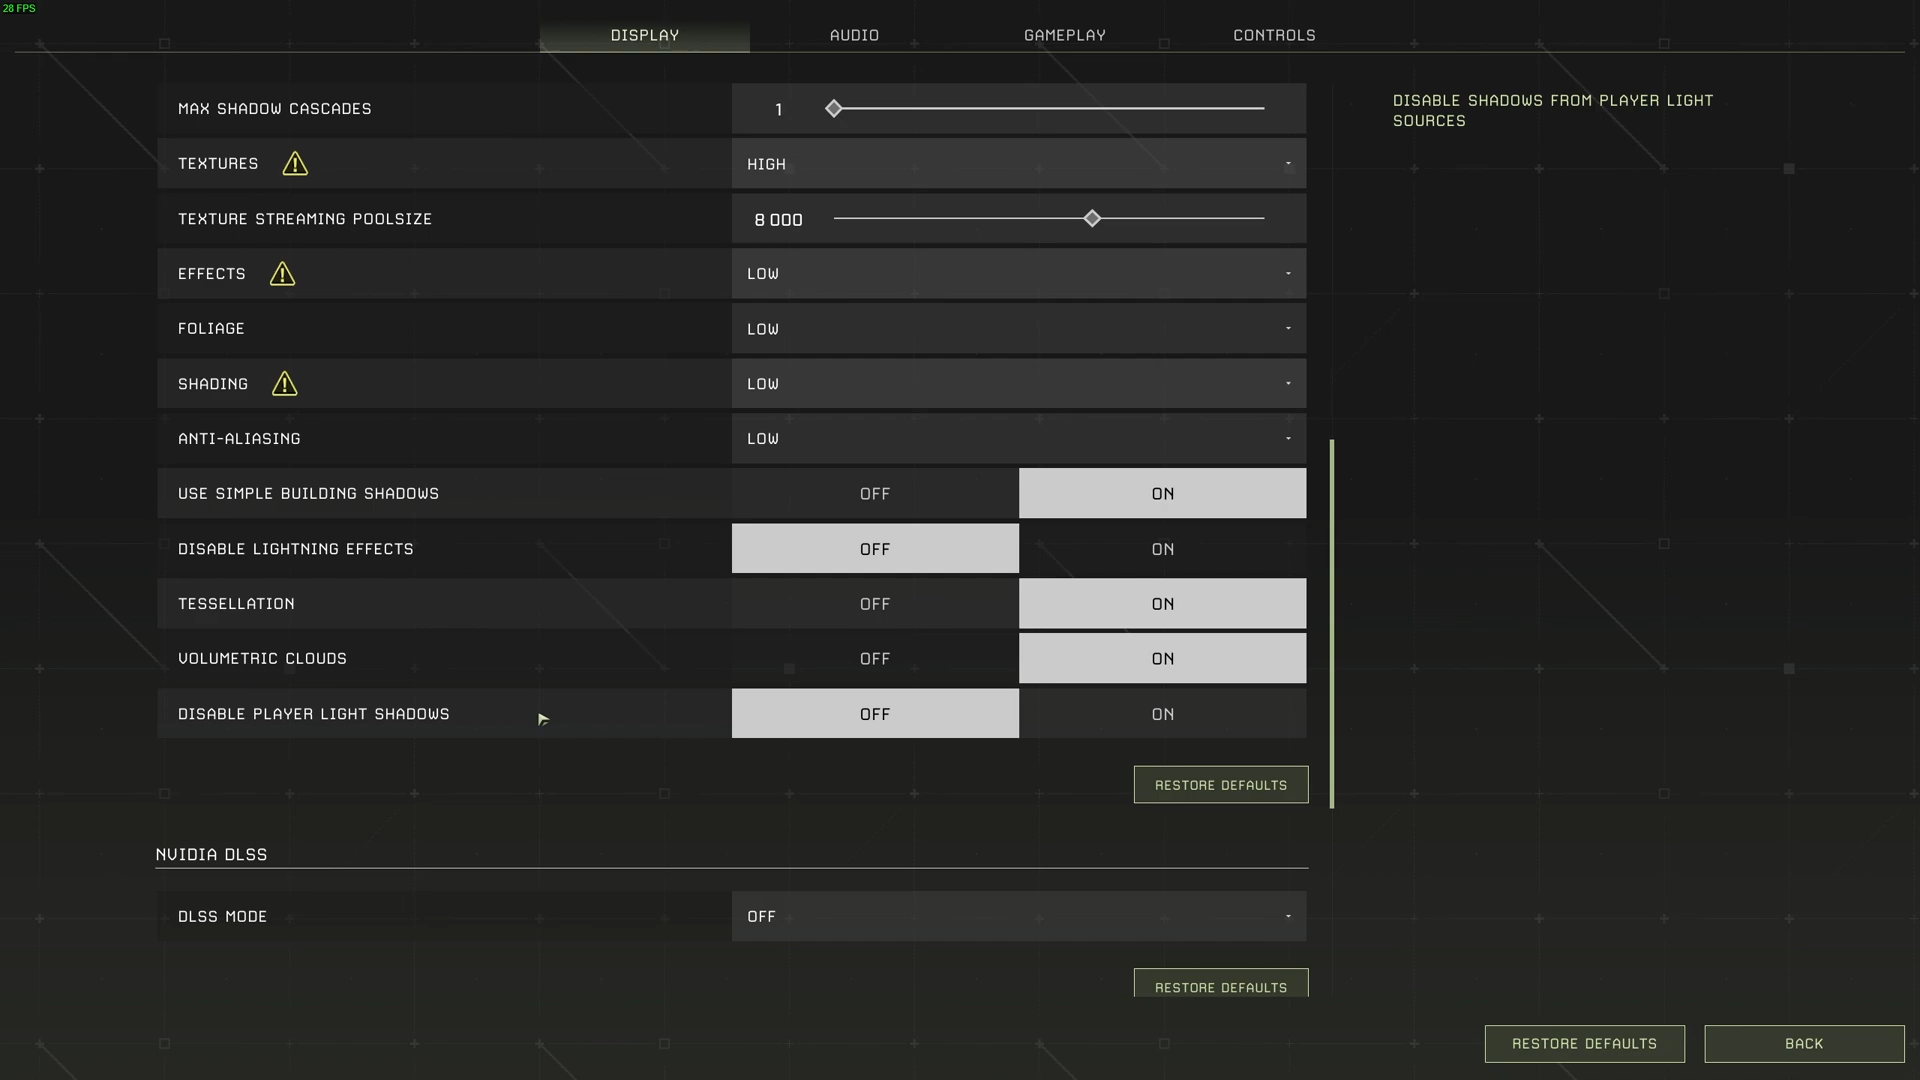 28 FPS
DISPLAY
AUDIO
GAMEPLAY
CONTROLS
MAX SHADOW CASCADES
1
DISABLE SHADOWS FROM PLAYER LIGHT
SOURCES
TEXTURES
HIGH
TEXTURE STREAMING POOLSIZE
8 000
EFFECTS
LOW
FOLIAGE
LOW
SHADING
LOW
ANTI-ALIASING
LOW
USE SIMPLE BUILDING SHADOWS
OFF
ON
DISABLE LIGHTNING EFFECTS
OFF
ON
TESSELLATION
OFF
ON
VOLUMETRIC CLOUDS
OFF
ON
DISABLE PLAYER LIGHT SHADOWS
OFF
ON
RESTORE DEFAULTS
NVIDIA DLSS
DLSS MODE
OFF
RESTORE DEFAULTS
RESTORE DEFAULTS
BACK